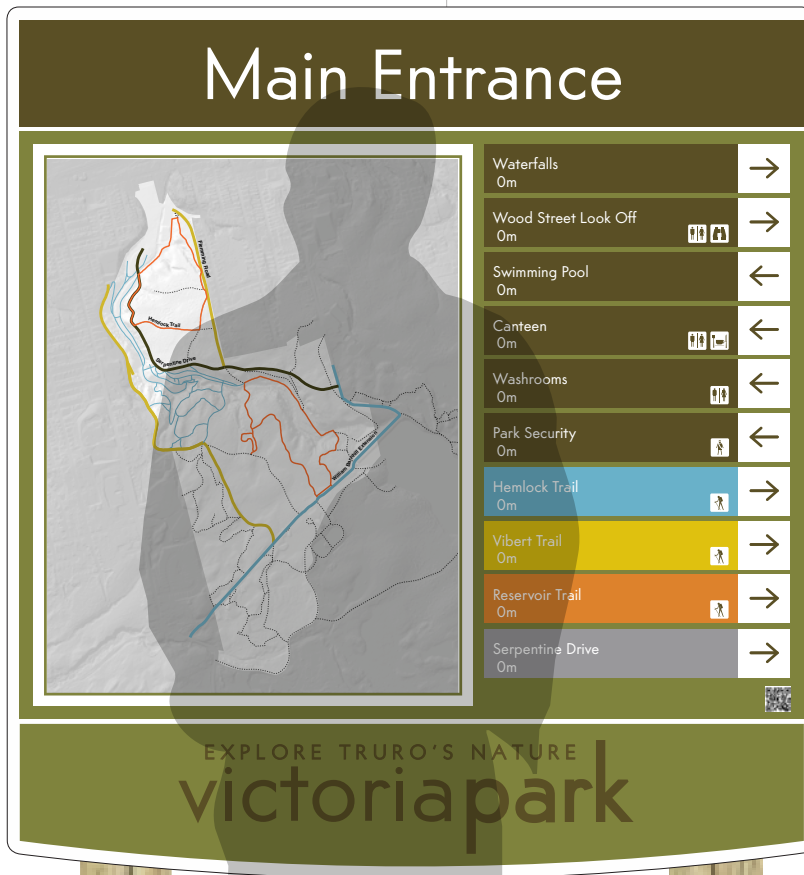 Main Entrance
Fleming Road
Hemlock Trail
Serpentine Drive
Waterfalls
0m
Wood Street Look Off
0m
Swimming Pool
0m
Canteen
0m
Washrooms
0m
Park Security
0m
Hemlock Trail
0m
Vibert Trail
0m
Reservoir Trail
0m
Serpentine Drive
0m
EXPLORE TRURO'S NATURE
victoriapark